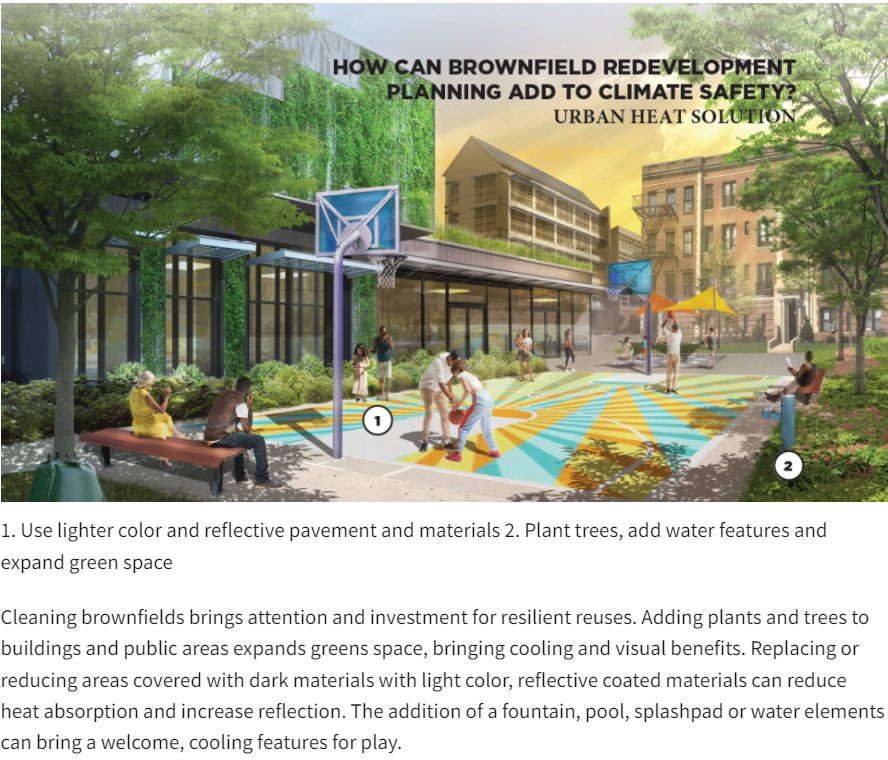 HOW CAN BROWNFIELD REDEVELOPMENT
PLANNING ADD TO CLIMATE SAFETY?
URBAN HEAT SOLUTION
1
2
1. Use lighter color and reflective pavement and materials 2. Plant trees, add water features and
expand green space
Cleaning brownfields brings attention and investment for resilient reuses. Adding plants and trees to
buildings and public areas expands greens space, bringing cooling and visual benefits. Replacing or
reducing areas covered with dark materials with light color, reflective coated materials can reduce
heat absorption and increase reflection. The addition of a fountain, pool, splashpad or water elements
can bring a welcome, cooling features for play.